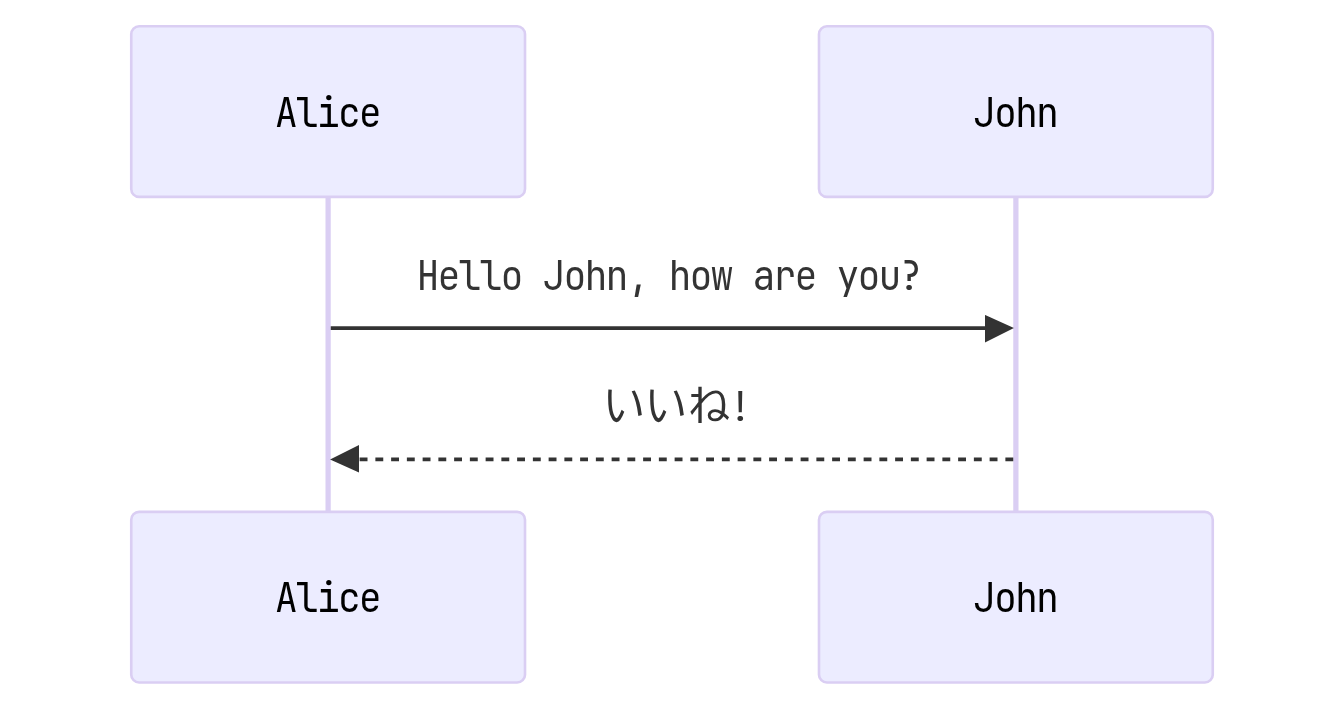 Alice
John
Hello John, how are you?
いいね!
Alice
John